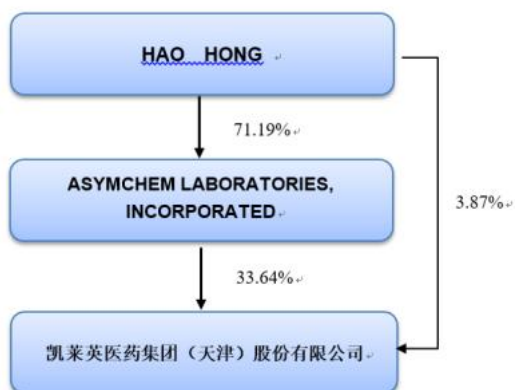 HAO HONG
71.19%
ASYMCHEM LABORATORIES,
INCORPORATED
3.87%
33.64%
凯莱英医药集团（天津）股份有限公司